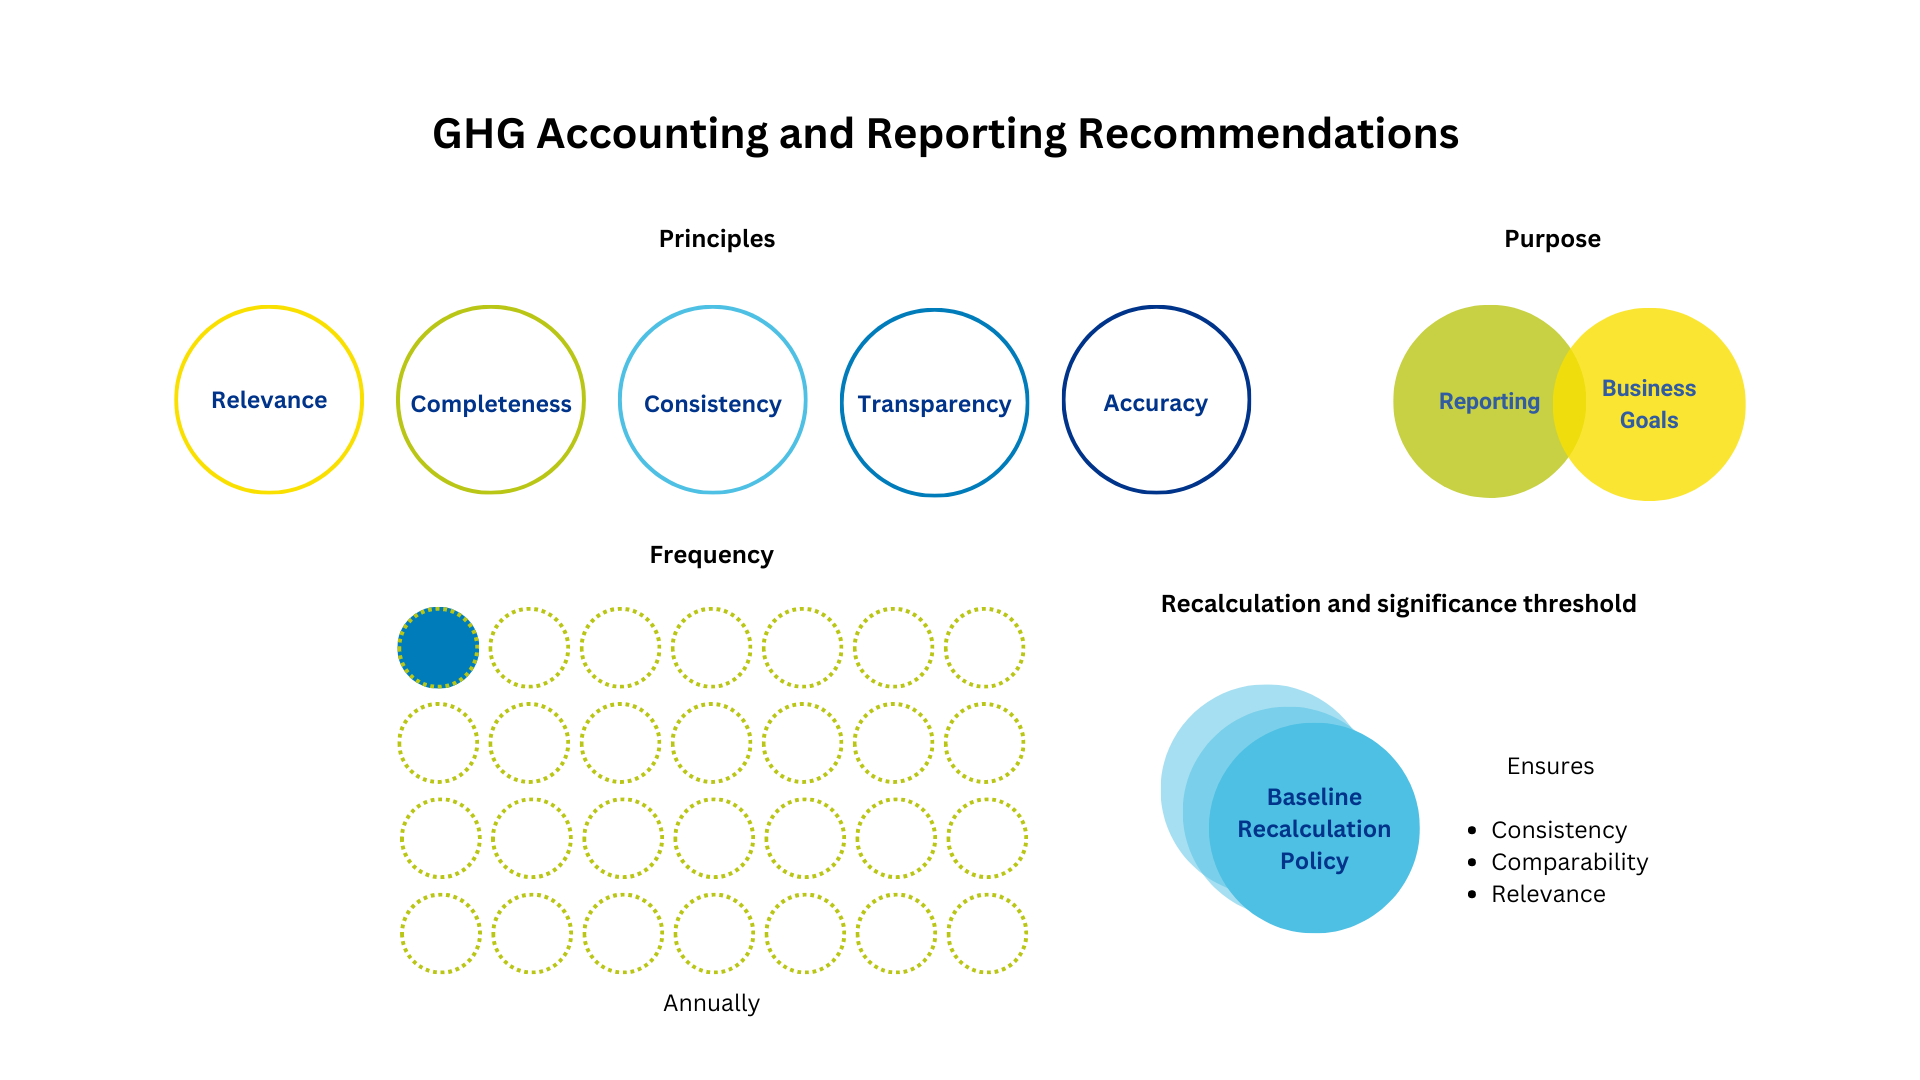 GHG Accounting and Reporting Recommendations
Principles
Relevance
Completeness
Consistency
Transparency
Accuracy
Purpose
Reporting
Business
Goals
Frequency
Annually
Recalculation and significance threshold
Baseline
Recalculation
Policy
Ensures
• Consistency
• Comparability
• Relevance